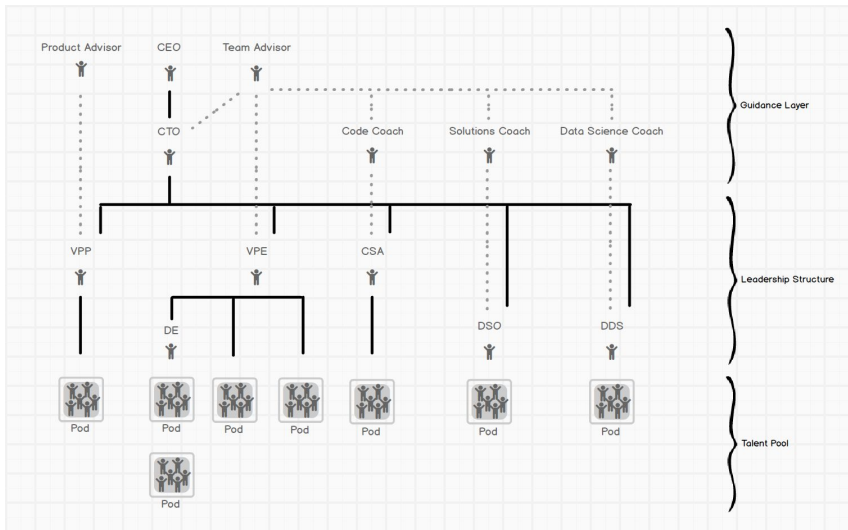 Product Advisor
CEO
Team Advisor
Guidance Layer
CTO
Code Coach
Solutions Coach
Data Science Coach
VPP
VPE
CSA
Leadership Structure
DE
DSO
DDS
Pod
Pod
Pod
Pod
Pod
Pod
Pod
Talent Pool
Pod